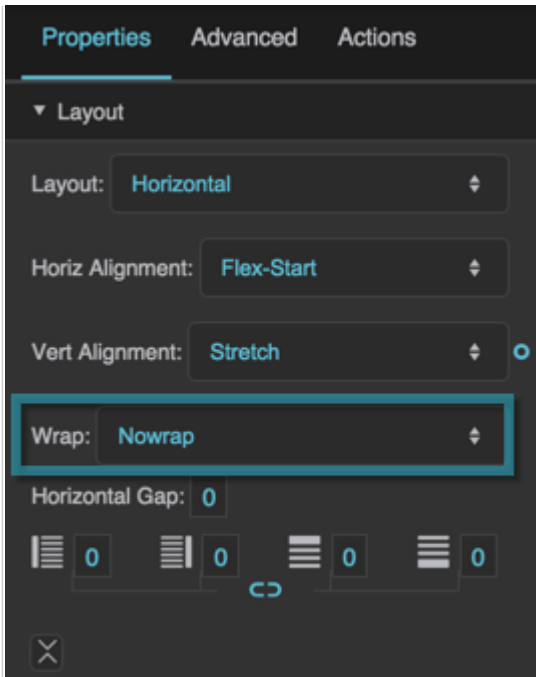 Properties Advanced Actions
Layout
Layout: Horizontal
Horiz Alignment: Flex-Start
Vert Alignment: Stretch
Wrap: Nowrap
Horizontal Gap: 0
0 0 0 0